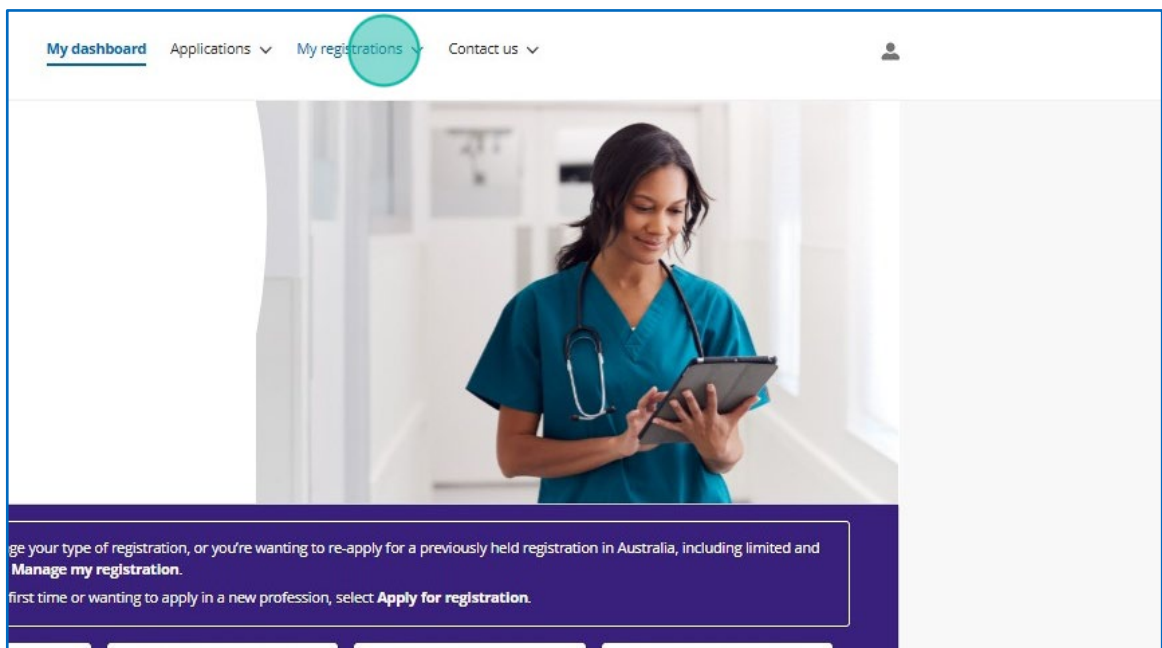 My dashboard Applications My registrations Contact us
ge your type of registration, or you're wanting to re-apply for a previously held registration in Australia, including limited and
Manage my registration.
first time or wanting to apply in a new profession, select Apply for registration.